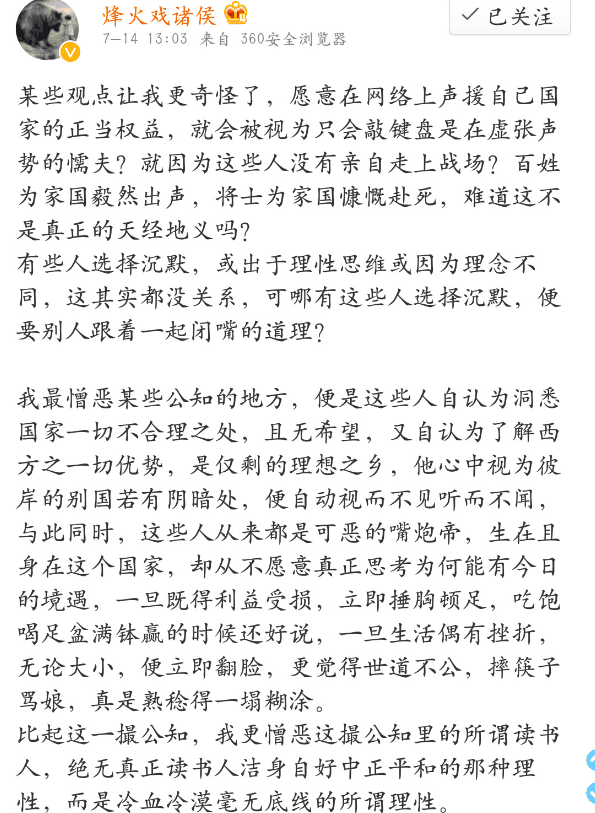 烽火戏诸侯
已关注
7-14 13:03 来自 360安全浏览器
某些观点让我更奇怪了，愿意在网络上声援自己国
家的正当权益，就会被视为只会敲键盘是在虚张声
势的懦夫？就因为这些人没有亲自走上战场？百姓
为家国毅然出声，将士为家国慷慨赴死，难道这不
是真正的天经地义吗？
有些人选择沉默，或出于理性思维或因为理念不
同，这其实都没关系，可哪有这些人选择沉默，便
要别人跟着一起闭嘴的道理？
我最憎恶某些公知的地方，便是这些人自认为洞悉
国家一切不合理之处，且无希望，又自认为了解西
方之一切优势，是仅剩的理想之乡，他心中视为彼
岸的别国若有阴暗处，便自动视而不见听而不闻，
与此同时，这些人从来都是可恶的嘴炮帝，生在且
身在这个国家，却从不愿意真正思考为何能有今日
的境遇，一旦既得利益受损，立即捶胸顿足，吃饱
喝足盆满钵赢的时候还好说，一旦生活偶有挫折，
无论大小，便立即翻脸，更觉得世道不公，摔筷子
骂娘，真是熟稔得一塌糊涂。
比起这一撮公知，我更憎恶这撮公知里的所谓读书
人，绝无真正读书人洁身自好中正平和的那种理
性，而是冷血冷漠毫无底线的所谓理性。